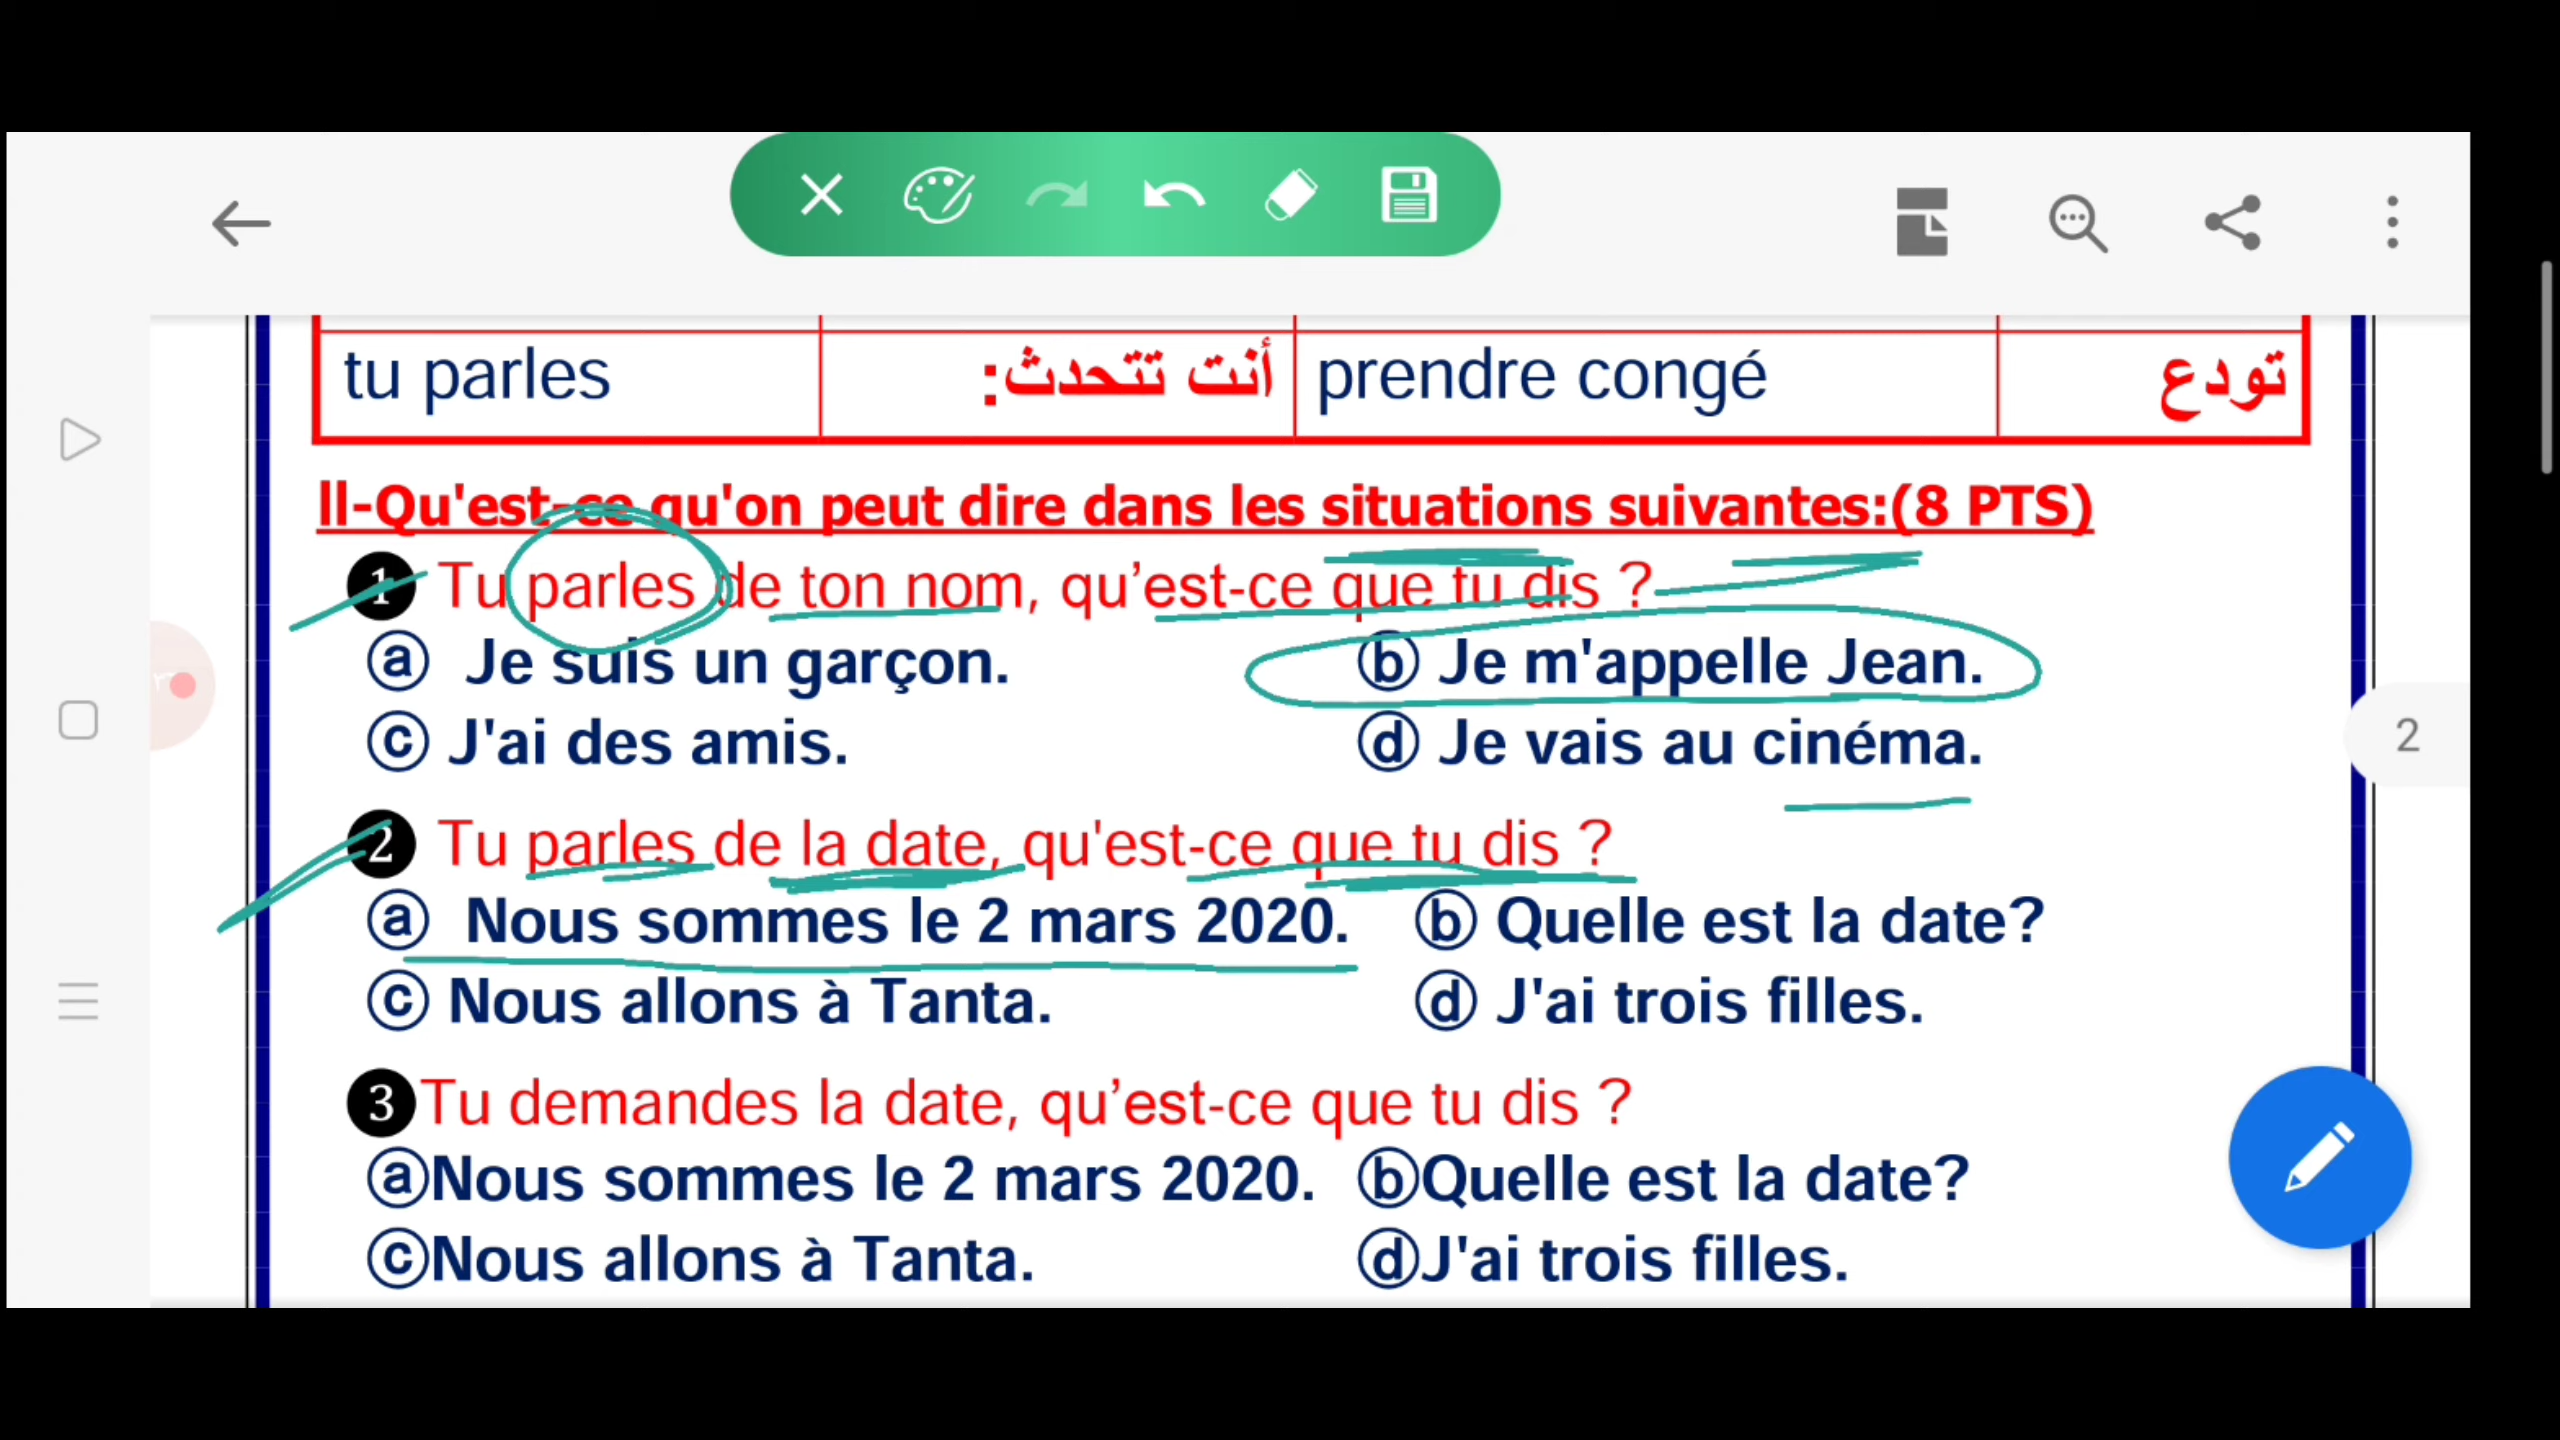 tu parles أنت تتحدث: prendre congé تودع
II-Qu'est-ce qu'on peut dire dans les situations suivantes:(8 PTS)
1 Tu parles de ton nom, qu’est-ce que tu dis ?
ⓐ Je suis un garçon. ⓑ Je m'appelle Jean.
ⓒ J'ai des amis. ⓓ Je vais au cinéma.
2 Tu parles de la date, qu'est-ce que tu dis ?
ⓐ Nous sommes le 2 mars 2020. ⓑ Quelle est la date?
ⓒ Nous allons à Tanta. ⓓ J'ai trois filles.
3 Tu demandes la date, qu’est-ce que tu dis ?
ⓐNous sommes le 2 mars 2020. ⓑQuelle est la date?
ⓒNous allons à Tanta. ⓓJ'ai trois filles.
2